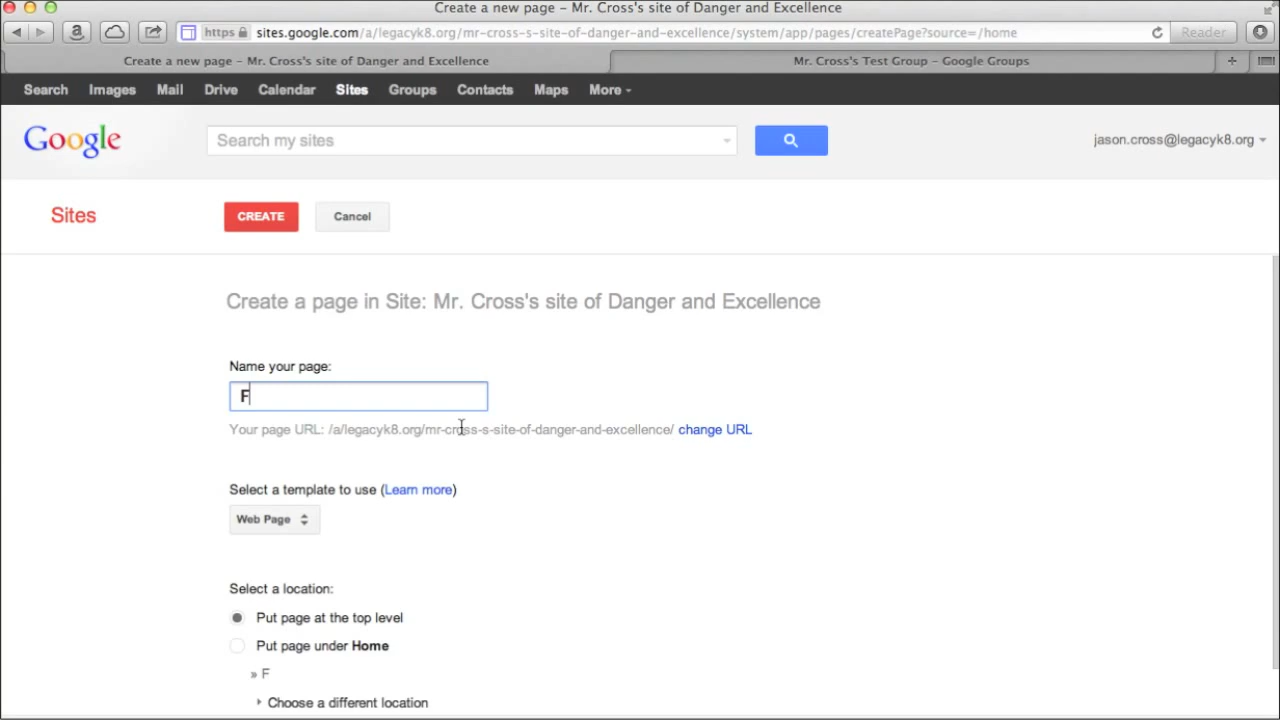 Create a new page – Mr. Cross's site of Danger and Excellence
https sites.google.com/a/legacyk8.org/mr-cross-s-site-of-danger-and-excellence/system/app/pages/createPage?source=/home Reader
Create a new page – Mr. Cross's site of Danger and Excellence Mr. Cross's Test Group – Google Groups
Search Images Mail Drive Calendar Sites Groups Contacts Maps More
Google Search my sites jason.cross@legacyk8.org
Sites CREATE Cancel
Create a page in Site: Mr. Cross's site of Danger and Excellence
Name your page:
F
Your page URL: /a/legacyk8.org/mr-cross-s-site-of-danger-and-excellence/ change URL
Select a template to use (Learn more)
Web Page
Select a location:
Put page at the top level
Put page under Home
» F
Choose a different location